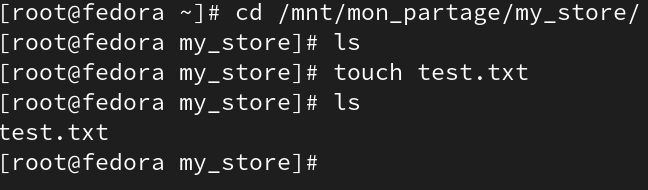 [root@fedora ~]# cd /mnt/mon_partage/my_store/
[root@fedora my_store]# ls
[root@fedora my_store]# touch test.txt
[root@fedora my_store]# ls
test.txt
[root@fedora my_store]#